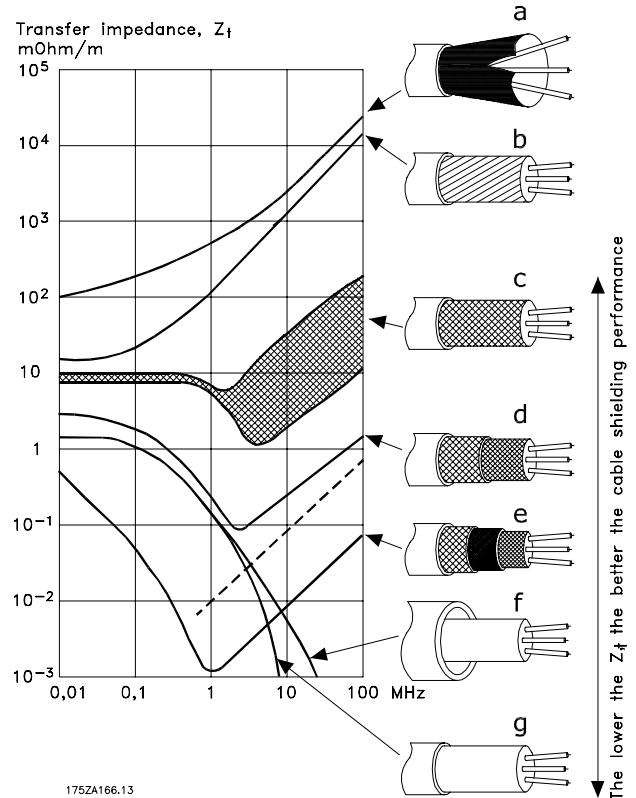 Transfer impedance, Zt
mOhm/m
a
10⁵
b
10⁴
10³
c
10²
10
d
1
e
10⁻¹
f
10⁻²
10⁻³
0,01 0,1 1 10 100 MHz
g
The lower the Zt the better the cable shielding performance
175ZA166.13